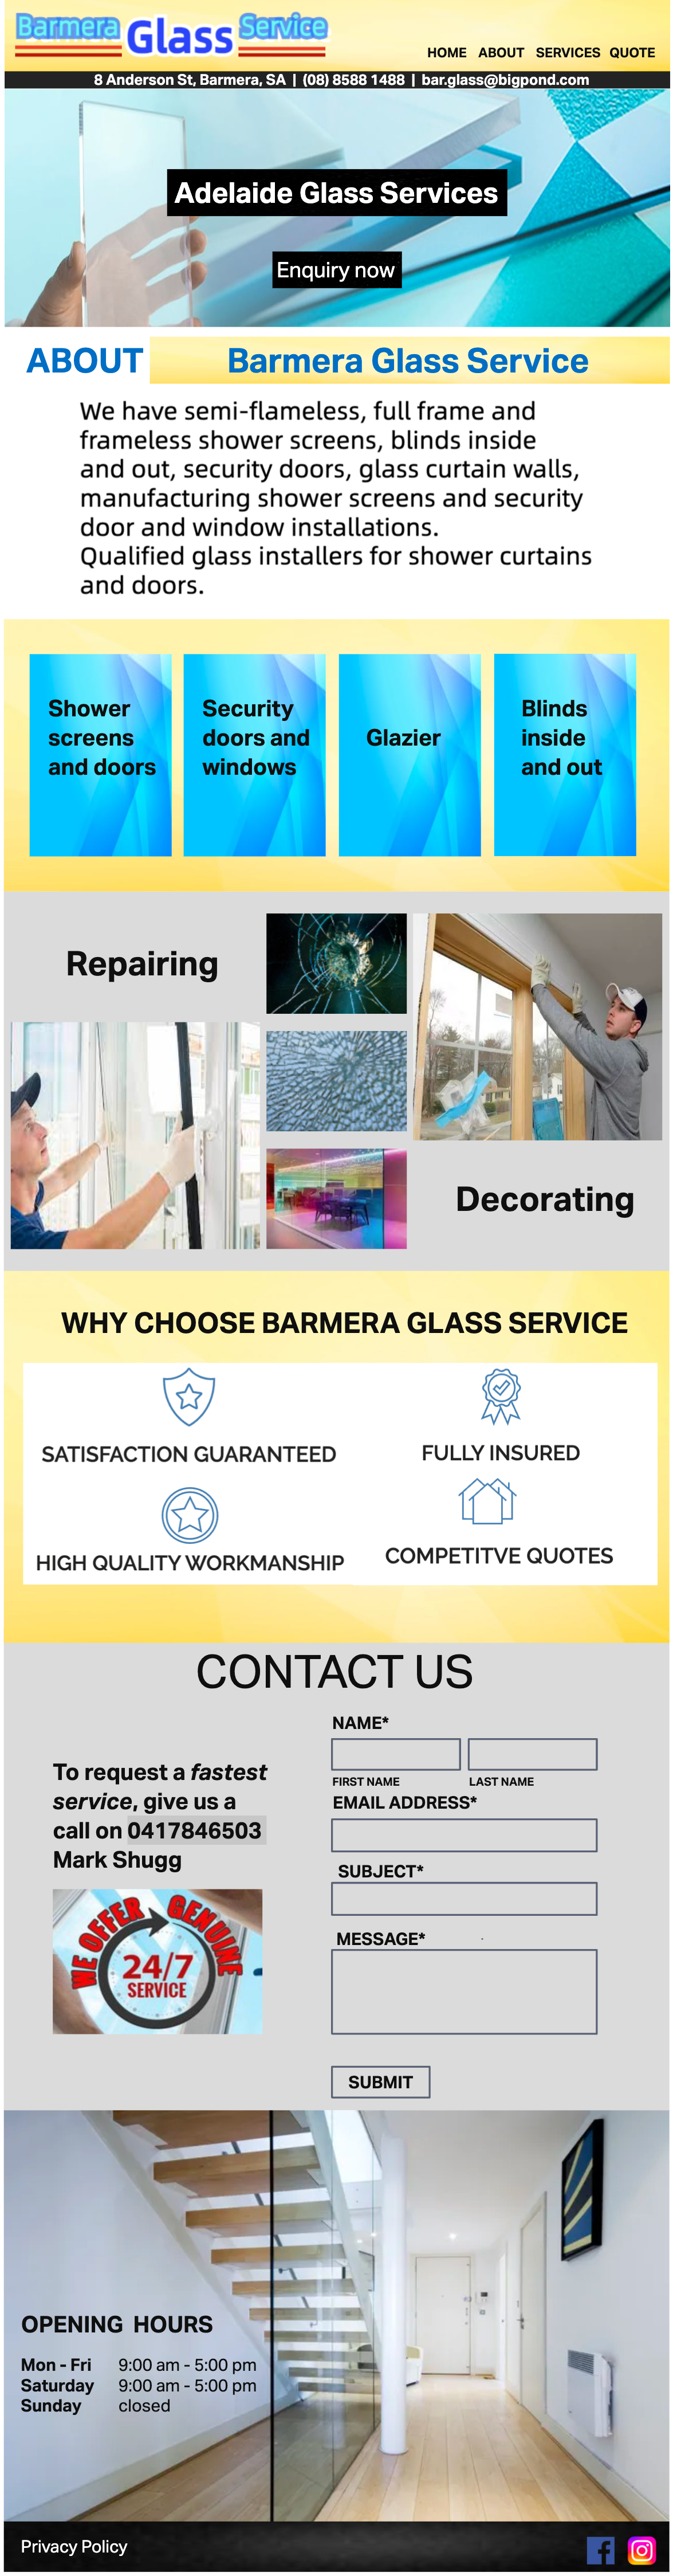 Barmera Glass Service
HOME ABOUT SERVICES QUOTE
8 Anderson St, Barmera, SA | (08) 8588 1488 | bar.glass@bigpond.com
Adelaide Glass Services
Enquiry now
ABOUT Barmera Glass Service
We have semi-flameless, full frame and
frameless shower screens, blinds inside
and out, security doors, glass curtain walls,
manufacturing shower screens and security
door and window installations.
Qualified glass installers for shower curtains
and doors.
Shower
screens
and doors
Security
doors and
windows
Glazier
Blinds
inside
and out
Repairing
Decorating
WHY CHOOSE BARMERA GLASS SERVICE
SATISFACTION GUARANTEED
FULLY INSURED
HIGH QUALITY WORKMANSHIP
COMPETITVE QUOTES
CONTACT US
To request a fastest
service, give us a
call on 0417846503
Mark Shugg
WE OFFER GENUINE
24/7
SERVICE
NAME*
FIRST NAME LAST NAME
EMAIL ADDRESS*
SUBJECT*
MESSAGE*
SUBMIT
OPENING HOURS
Mon - Fri 9:00 am - 5:00 pm
Saturday 9:00 am - 5:00 pm
Sunday closed
Privacy Policy